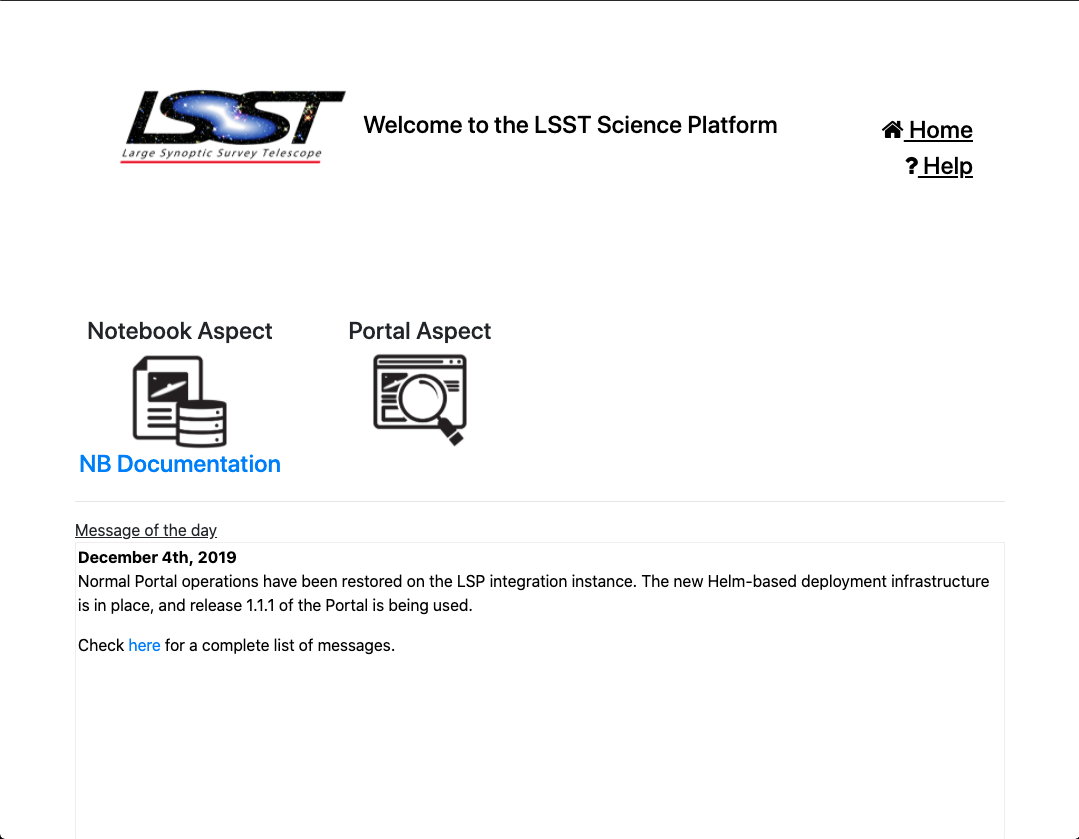 LSST
Large Synoptic Survey Telescope
Welcome to the LSST Science Platform
Home
? Help
Notebook Aspect
Portal Aspect
NB Documentation
Message of the day
December 4th, 2019
Normal Portal operations have been restored on the LSP integration instance. The new Helm-based deployment infrastructure
is in place, and release 1.1.1 of the Portal is being used.
Check here for a complete list of messages.